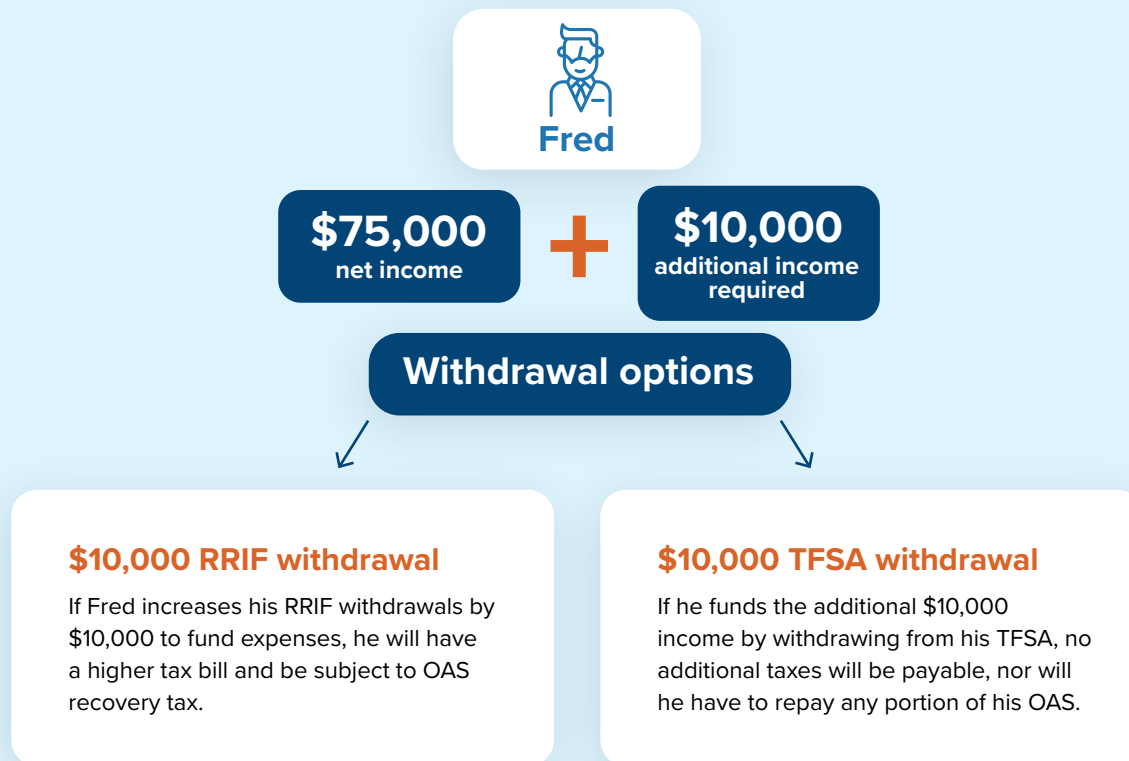 Fred
$75,000
net income
+
$10,000
additional income
required
Withdrawal options
$10,000 RRIF withdrawal
If Fred increases his RRIF withdrawals by
$10,000 to fund expenses, he will have
a higher tax bill and be subject to OAS
recovery tax.
$10,000 TFSA withdrawal
If he funds the additional $10,000
income by withdrawing from his TFSA, no
additional taxes will be payable, nor will
he have to repay any portion of his OAS.